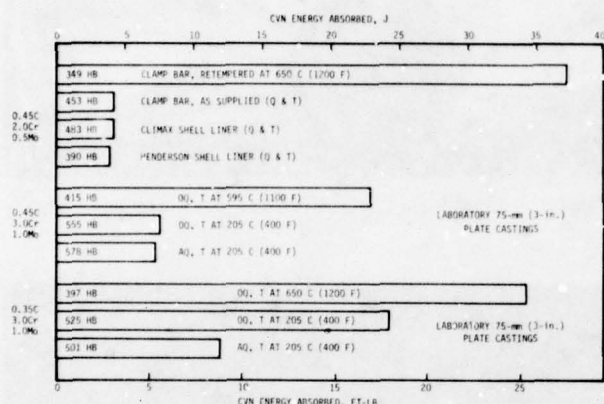 CVN ENERGY ABSORBED, J
0 5 10 15 20 25 30 35 40
349 HB CLAMP BAR, RETEMPERED AT 650 C (1200 F)
453 HB CLAMP BAR, AS SUPPLIED (Q & T)
0.45C
2.0Cr
0.5Mo
483 HB CLIMAX SHELL LINER (Q & T)
390 HB HENDERSON SHELL LINER (Q & T)
415 HB OQ, T AT 595 C (1100 F)
0.45C
3.0Cr
1.0Mo
555 HB OQ, T AT 205 C (400 F)
578 HB AQ, T AT 205 C (400 F)
LABORATORY 75-mm (3-in.)
PLATE CASTINGS
397 HB OQ, T AT 650 C (1200 F)
0.35C
3.0Cr
1.0Mo
525 HB OQ, T AT 205 C (400 F)
501 HB AQ, T AT 205 C (400 F)
LABORATORY 75-mm (3-in.)
PLATE CASTINGS
0 5 10 15 20 25
CVN ENERGY ABSORBED, FT-LB